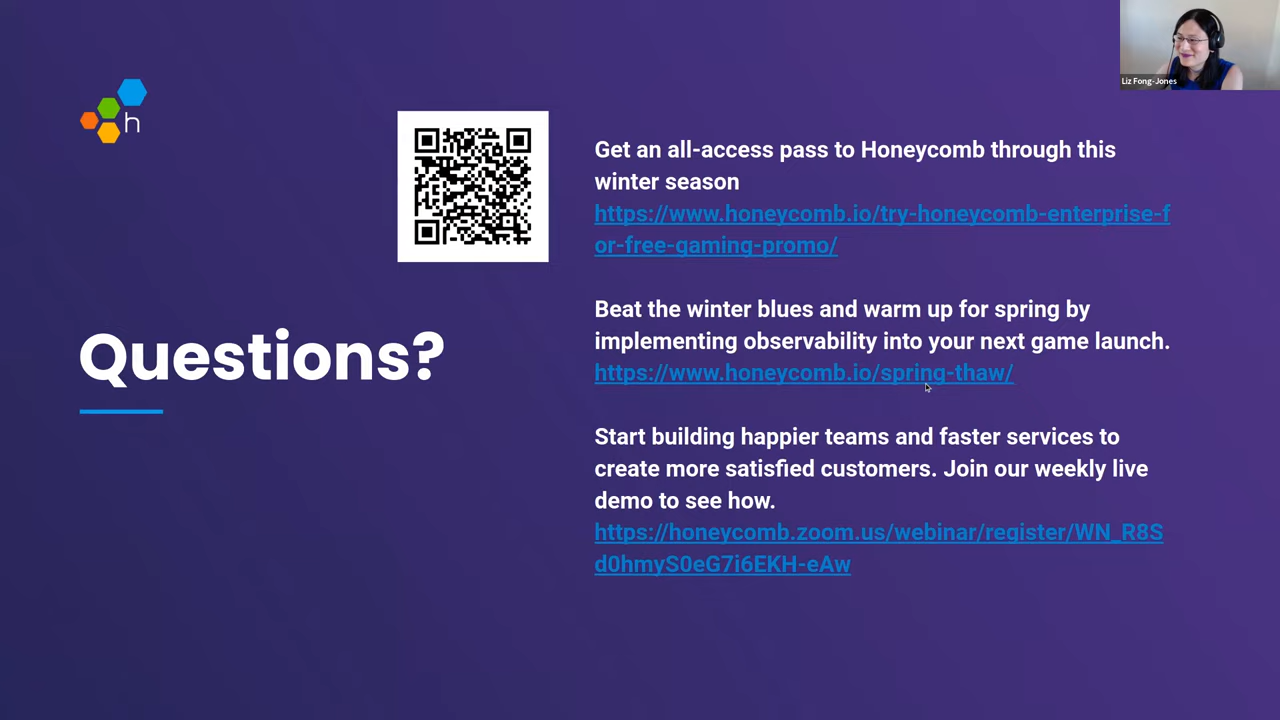 Liz Fong-Jones
h
Get an all-access pass to Honeycomb through this
winter season
https://www.honeycomb.io/try-honeycomb-enterprise-f
or-free-gaming-promo/
Beat the winter blues and warm up for spring by
implementing observability into your next game launch.
https://www.honeycomb.io/spring-thaw/
Questions?
Start building happier teams and faster services to
create more satisfied customers. Join our weekly live
demo to see how.
https://honeycomb.zoom.us/webinar/register/WN_R8S
d0hmyS0eG7i6EKH-eAw